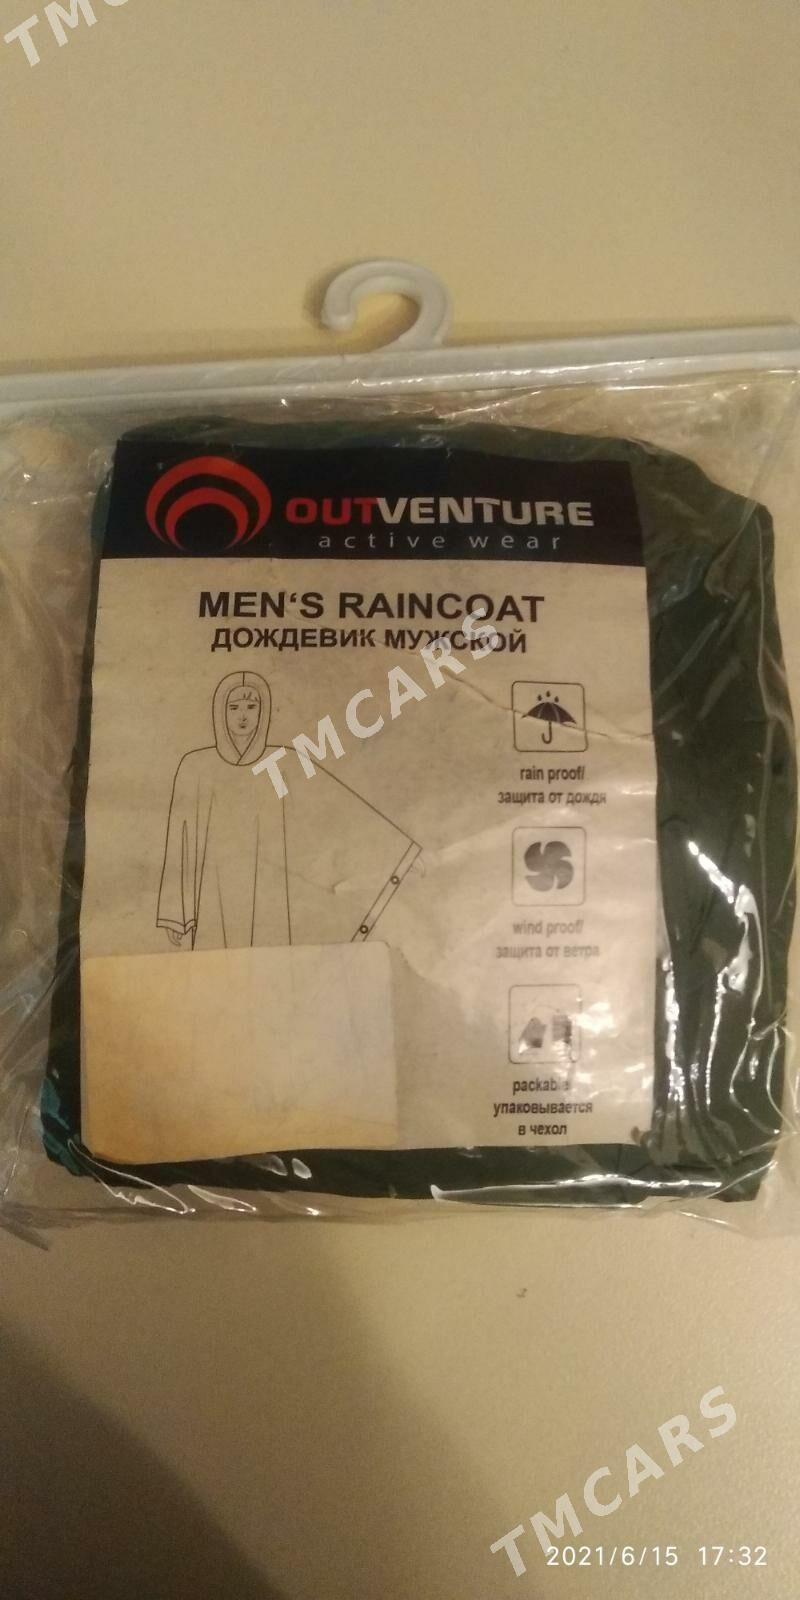 TMC
OUTVENTURE
active wear
MEN'S RAINCOAT
ДОЖДЕВИК МУЖСКОЙ
TMCARS
rain proof/
защита от дождя
wind proof/
защита от ветра
packable
упаковывается
в чехол
TMCARS
2021/6/15 17:32